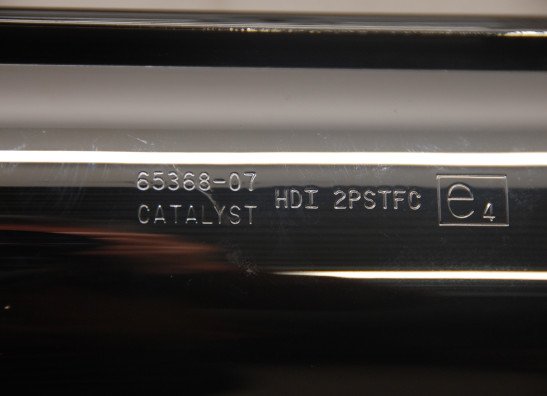 65368-07
CATALYST
HDI 2PSTFC
e4